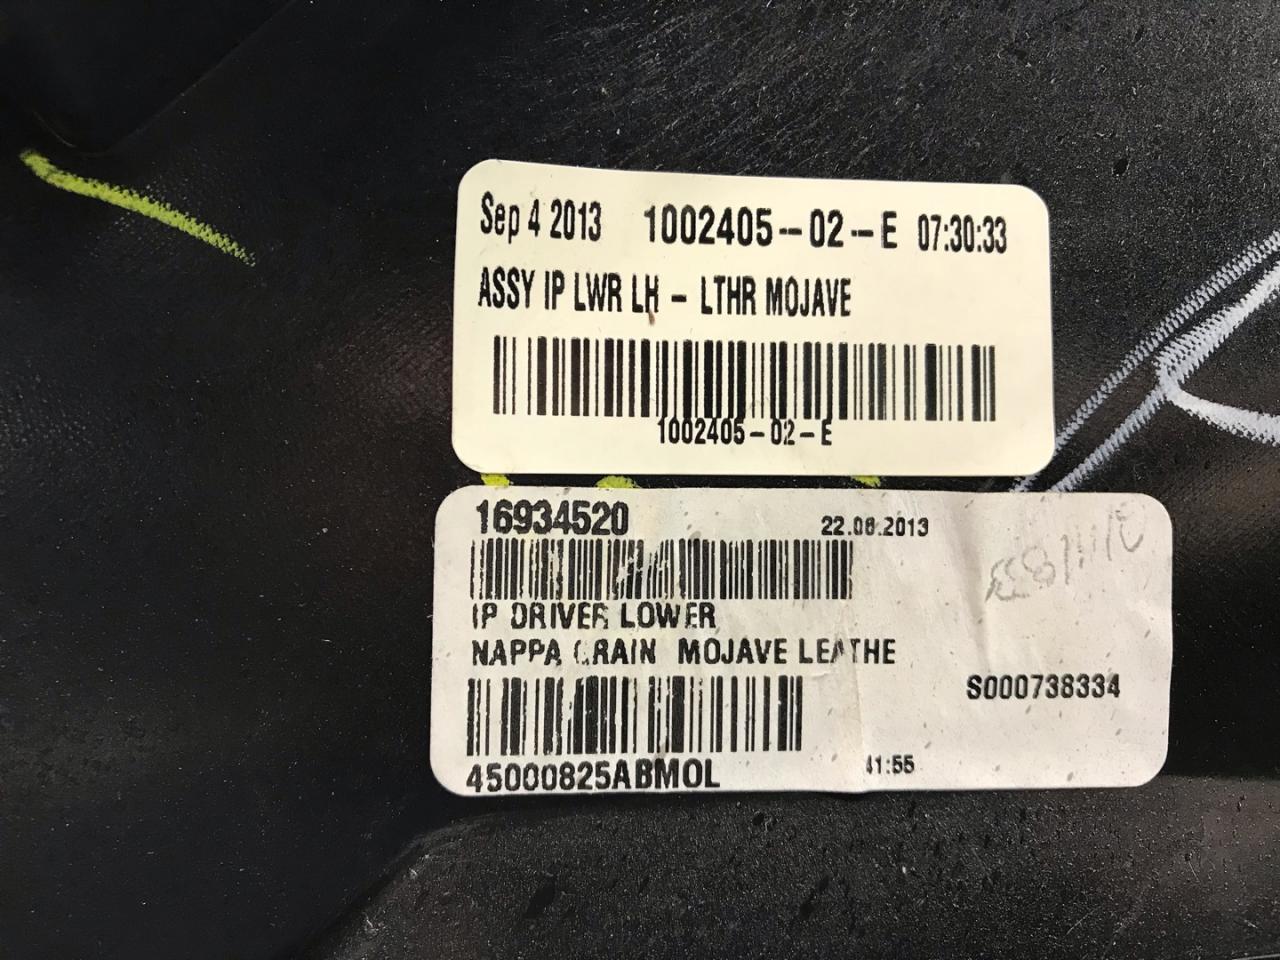 Sep 4 2013 1002405-02-E 07:30:33
ASSY IP LWR LH - LTHR MOJAVE
1002405-02-E
16934520 22.08.2013
IP DRIVER LOWER
NAPPA GRAIN MOJAVE LEATHE
S000738334
45000825ABMOL 41:55